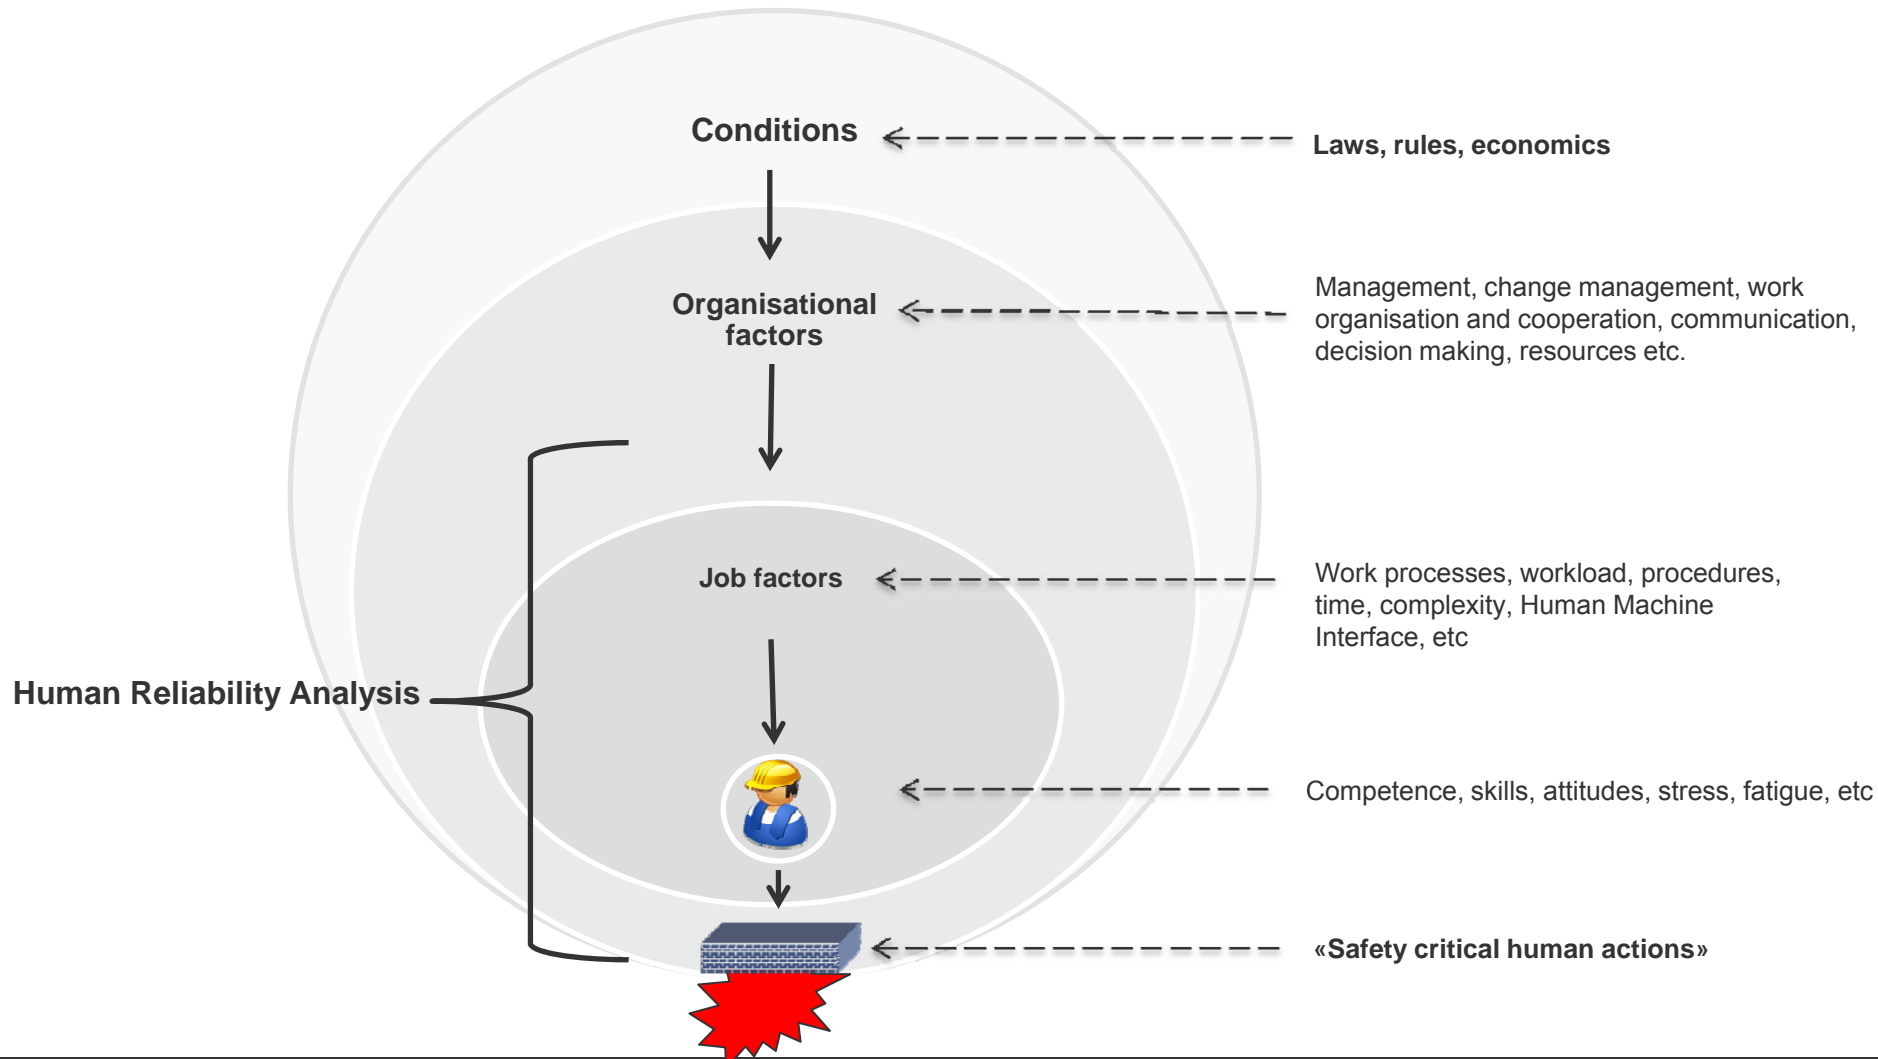 Conditions
Laws, rules, economics
Organisational
factors
Management, change management, work
organisation and cooperation, communication,
decision making, resources etc.
Job factors
Work processes, workload, procedures,
time, complexity, Human Machine
Interface, etc
Human Reliability Analysis
Competence, skills, attitudes, stress, fatigue, etc
«Safety critical human actions»